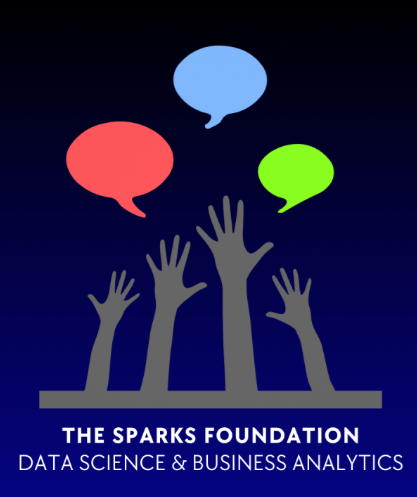 THE SPARKS FOUNDATION
DATA SCIENCE & BUSINESS ANALYTICS